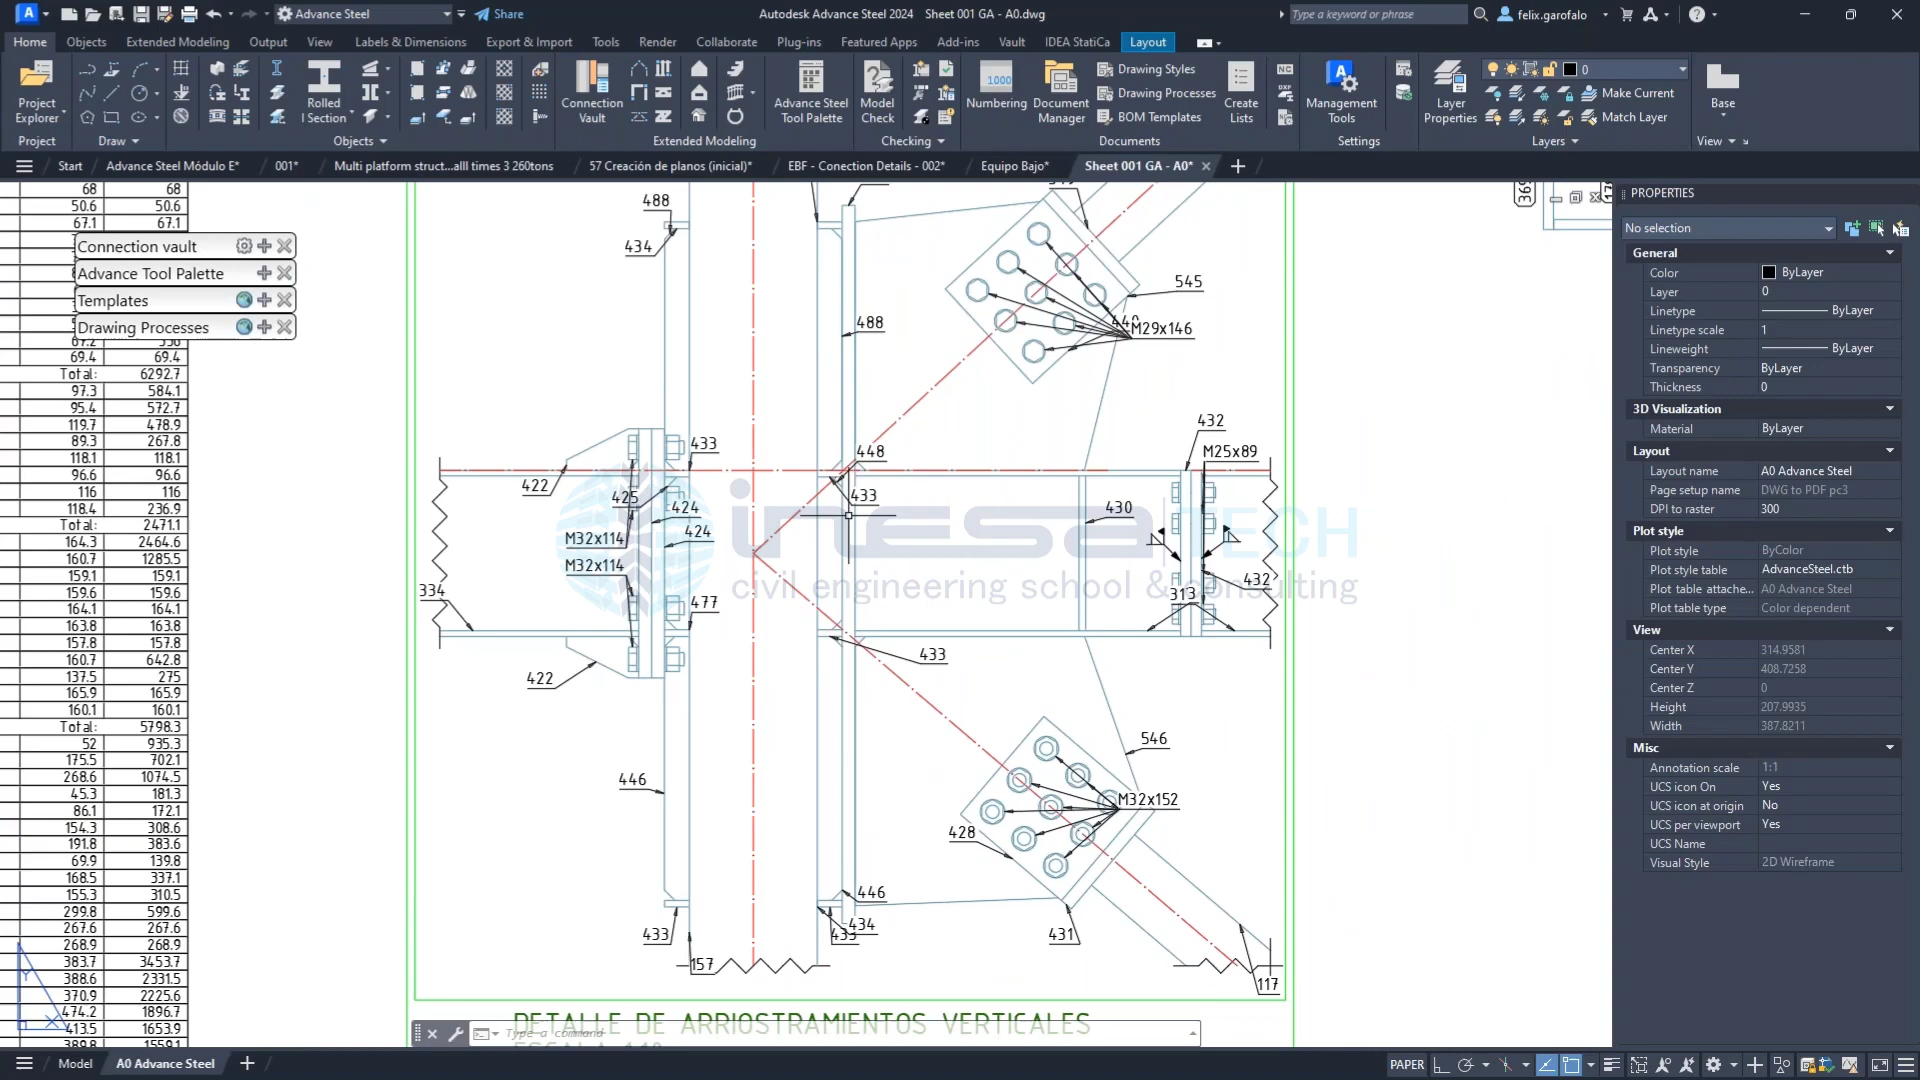 Advance Steel
Share
Autodesk Advance Steel 2024 Sheet 001 GA - A0.dwg
Type a keyword or phrase
felix.garofalo
Home Objects Extended Modeling Output View Labels & Dimensions Export & Import Tools Render Collaborate Plug-ins Featured Apps Add-ins Vault IDEA StatiCa Layout
Project Explorer
Rolled I Section
Connection Vault
Advance Steel Tool Palette
Model Check
1000
Numbering
Document Manager
Drawing Styles
Drawing Processes
BOM Templates
Create Lists
Management Tools
Layer Properties
0
Make Current
Match Layer
Base
Project Draw Objects Extended Modeling Checking Documents Settings Layers View
Start Advance Steel Módulo E* 001* Multi platform struct...alll times 3 260tons 57 Creación de planos (inicial)* EBF - Conection Details - 002* Equipo Bajo* Sheet 001 GA - A0*
68 68
50.6 50.6
67.1 67.1
Connection vault
Advance Tool Palette
Templates
Drawing Processes
69.4 69.4
Total: 6292.7
97.3 584.1
95.4 572.7
119.7 478.9
89.3 267.8
118.1 118.1
96.6 96.6
116 116
118.4 236.9
Total: 2471.1
164.3 2464.6
160.7 1285.5
159.1 159.1
159.6 159.6
164.1 164.1
163.8 163.8
157.8 157.8
160.7 642.8
137.5 275
165.9 165.9
160.1 160.1
Total: 5798.3
52 935.3
175.5 702.1
268.6 1074.5
45.3 181.3
86.1 172.1
154.3 308.6
191.8 383.6
69.9 139.8
168.5 337.1
155.3 310.5
299.8 599.6
267.6 267.6
268.9 268.9
383.7 3453.7
388.6 2331.5
370.9 2225.6
474.2 1896.7
413.5 1653.9
389.8 1559.1
488
434
545
488
M29x146
432
433
448
M25x89
422
425
433
424
430
424
M32x114
M32x114
432
334
477
313
433
422
546
446
M32x152
428
446
434
433
431
157
117
inesa TECH
civil engineering school & consulting
DETALLE DE ARRIOSTRAMIENTOS VERTICALES
Type a command
PROPERTIES
No selection
General
Color ByLayer
Layer 0
Linetype ByLayer
Linetype scale 1
Lineweight ByLayer
Transparency ByLayer
Thickness 0
3D Visualization
Material ByLayer
Layout
Layout name A0 Advance Steel
Page setup name DWG to PDF pc3
DPI to raster 300
Plot style
Plot style ByColor
Plot style table AdvanceSteel.ctb
Plot table attache... A0 Advance Steel
Plot table type Color dependent
View
Center X 314.9581
Center Y 408.7258
Center Z 0
Height 207.9935
Width 387.8211
Misc
Annotation scale 1:1
UCS icon On Yes
UCS icon at origin No
UCS per viewport Yes
UCS Name
Visual Style 2D Wireframe
Model A0 Advance Steel
PAPER